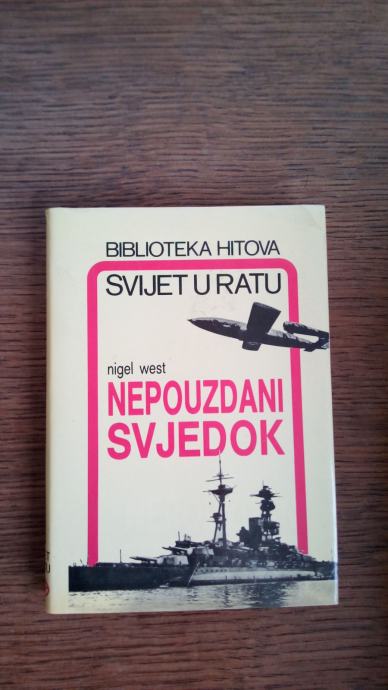 BIBLIOTEKA HITOVA
SVIJET U RATU
nigel west
NEPOUZDANI
SVJEDOK